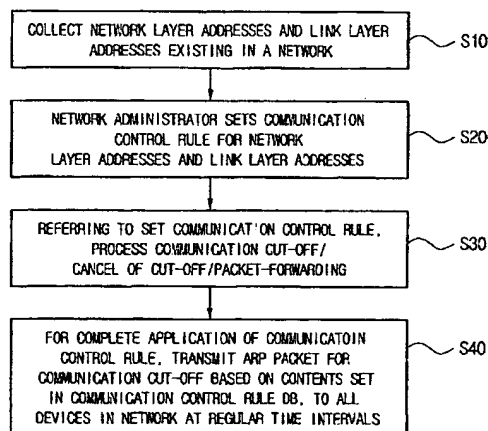 COLLECT NETWORK LAYER ADDRESSES AND LINK LAYER
ADDRESSES EXISTING IN A NETWORK
S10
NETWORK ADMINISTRATOR SETS COMMUNICATION
CONTROL RULE FOR NETWORK
LAYER ADDRESSES AND LINK LAYER ADDRESSES
S20
REFERRING TO SET COMMUNICAT'ON CONTROL RULE,
PROCESS COMMUNICATION CUT-OFF/
CANCEL OF CUT-OFF/PACKET-FORWARDING
S30
FOR COMPLETE APPLICATION OF COMMUNICATOIN
CONTROL RULE, TRANSMIT ARP PACKET FOR
COMMUNICATION CUT-OFF BASED ON CONTENTS SET
IN COMMUNICATION CONTROL RULE DB, TO ALL
DEVICES IN NETWORK AT REGULAR TIME INTERVALS
S40